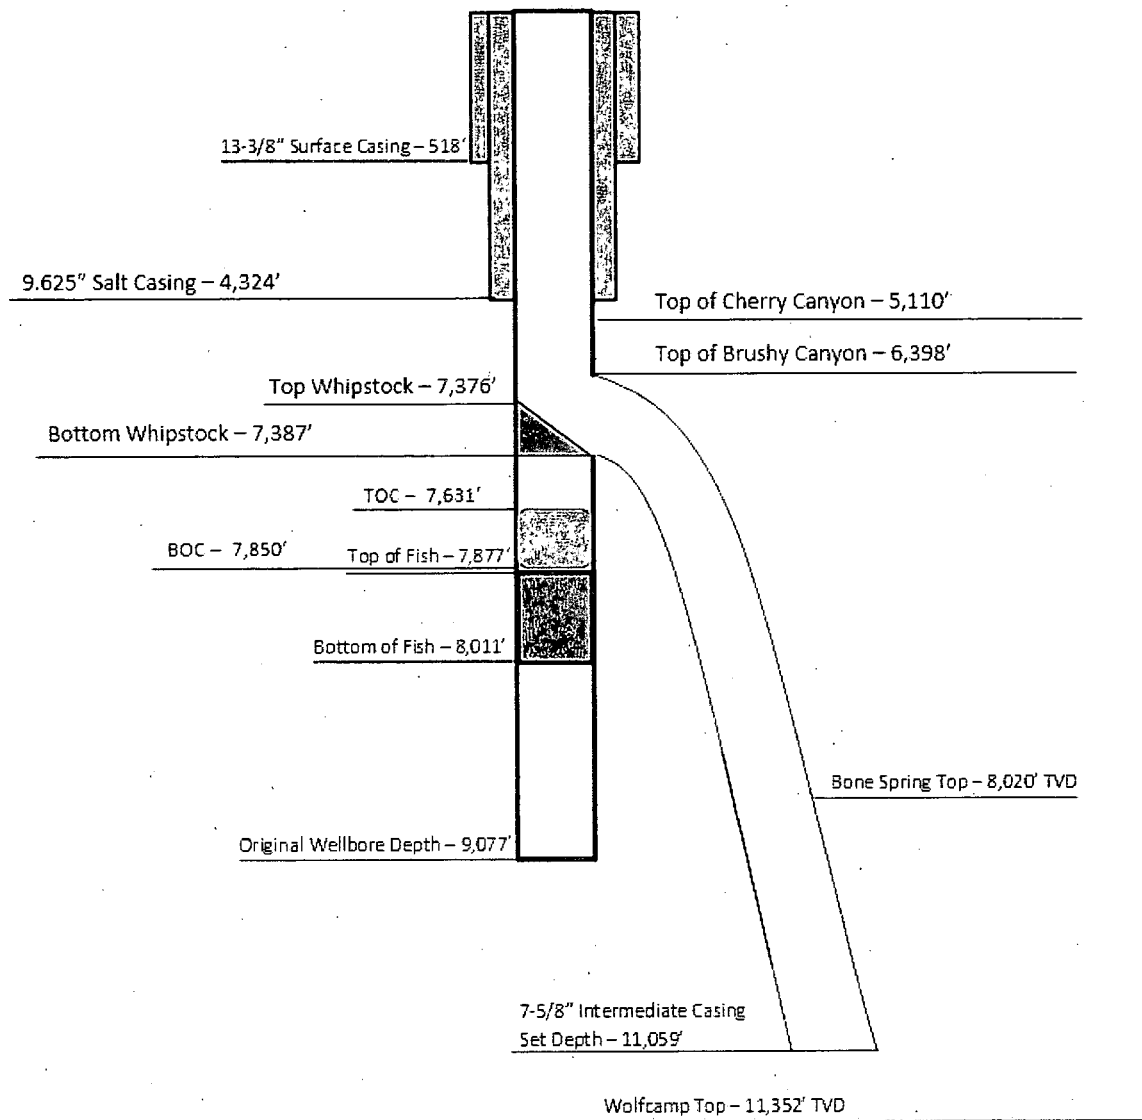 13-3/8" Surface Casing – 518'
9.625" Salt Casing – 4,324'
Top of Cherry Canyon – 5,110'
Top of Brushy Canyon – 6,398'
Top Whipstock – 7,376'
Bottom Whipstock – 7,387'
TOC – 7,631'
BOC – 7,850'
Top of Fish – 7,877'
Bottom of Fish – 8,011'
Bone Spring Top – 8,020' TVD
Original Wellbore Depth – 9,077'
7-5/8" Intermediate Casing
Set Depth – 11,059'
Wolfcamp Top – 11,352' TVD